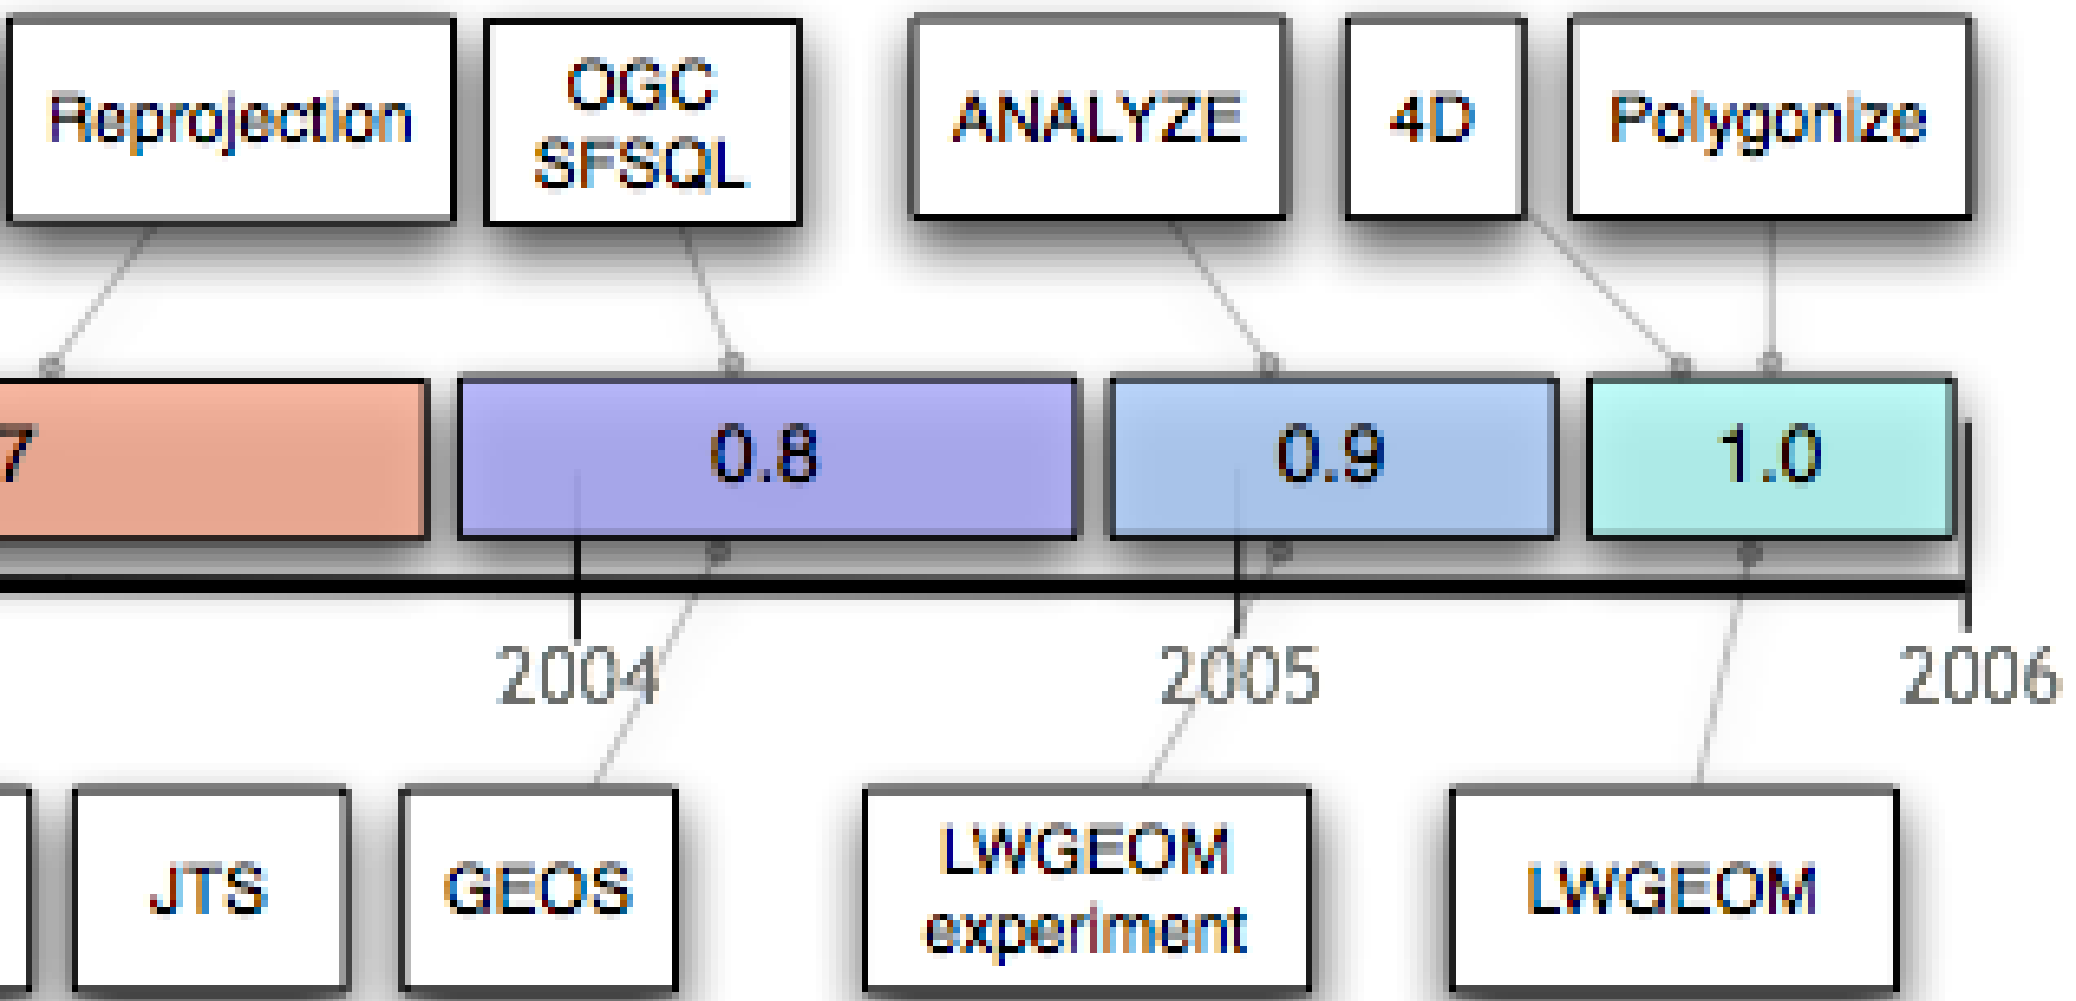 Reprojection
OGC
SFSQL
ANALYZE
4D
Polygonize
7
0.8
0.9
1.0
2004
2005
2006
JTS
GEOS
LWGEOM
experiment
LWGEOM